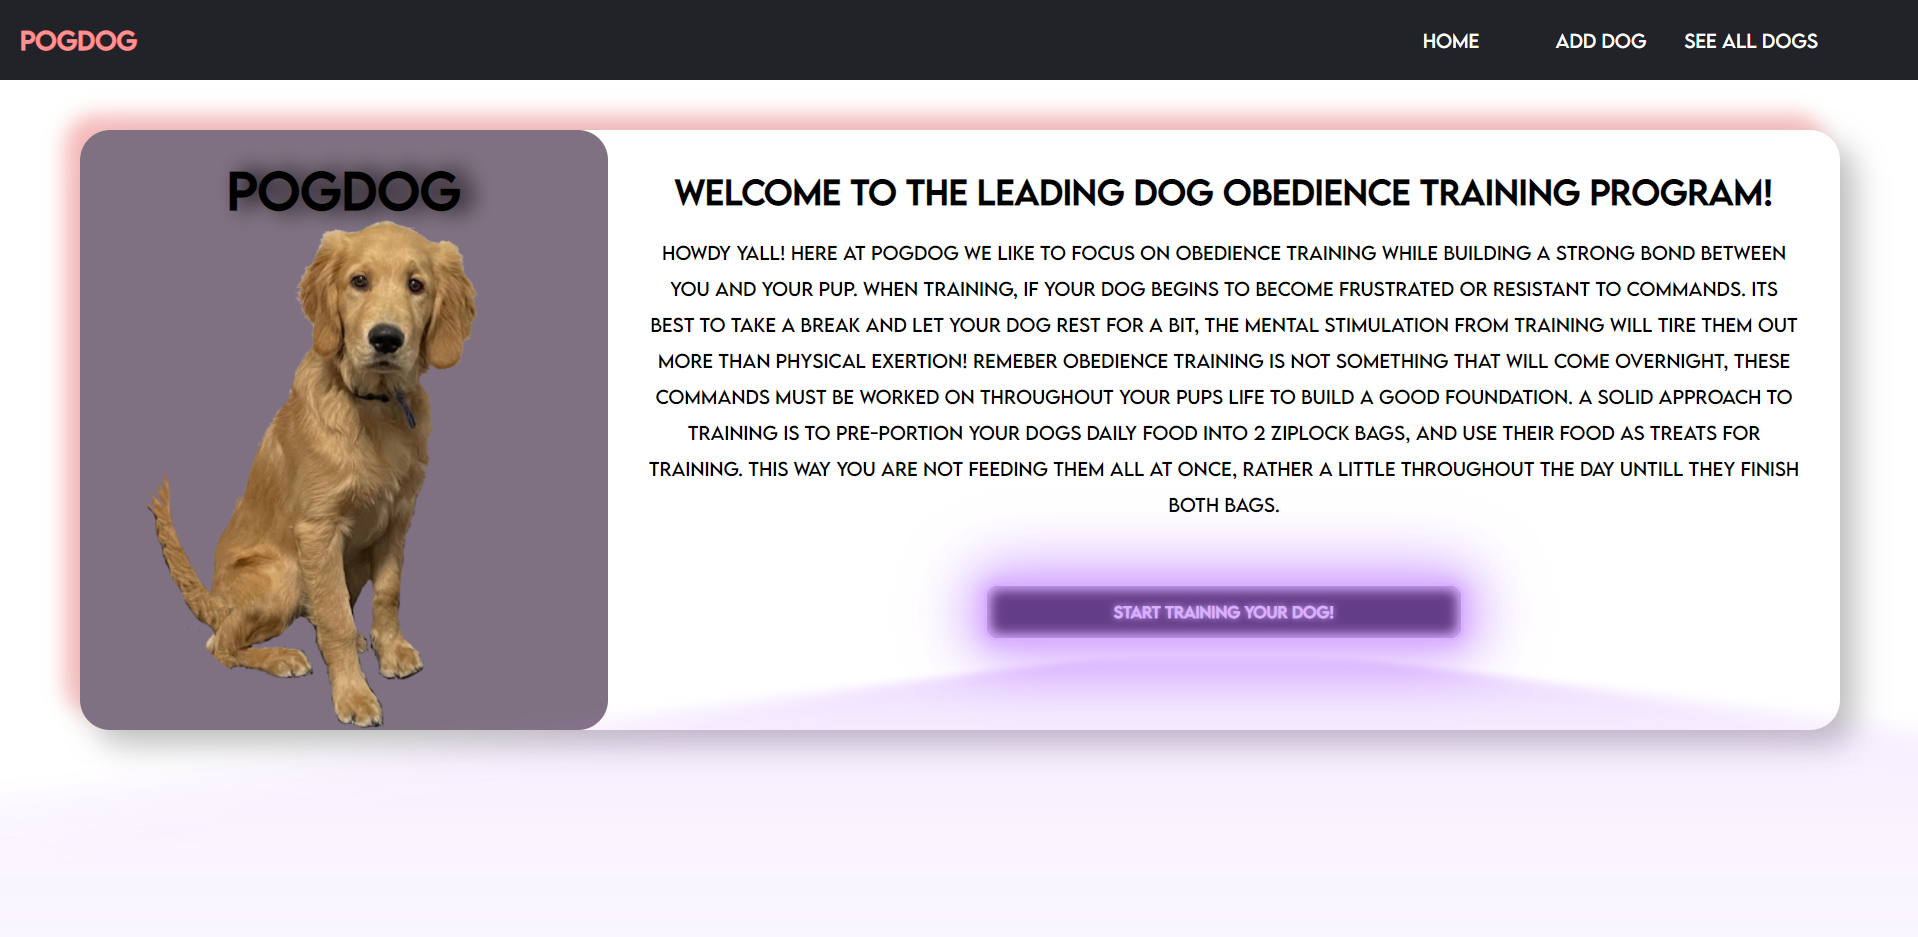 POGDOG
HOME
ADD DOG
SEE ALL DOGS
POGDOG
WELCOME TO THE LEADING DOG OBEDIENCE TRAINING PROGRAM!
HOWDY YALL! HERE AT POGDOG WE LIKE TO FOCUS ON OBEDIENCE TRAINING WHILE BUILDING A STRONG BOND BETWEEN
YOU AND YOUR PUP. WHEN TRAINING, IF YOUR DOG BEGINS TO BECOME FRUSTRATED OR RESISTANT TO COMMANDS. ITS
BEST TO TAKE A BREAK AND LET YOUR DOG REST FOR A BIT, THE MENTAL STIMULATION FROM TRAINING WILL TIRE THEM OUT
MORE THAN PHYSICAL EXERTION! REMEBER OBEDIENCE TRAINING IS NOT SOMETHING THAT WILL COME OVERNIGHT, THESE
COMMANDS MUST BE WORKED ON THROUGHOUT YOUR PUPS LIFE TO BUILD A GOOD FOUNDATION. A SOLID APPROACH TO
TRAINING IS TO PRE-PORTION YOUR DOGS DAILY FOOD INTO 2 ZIPLOCK BAGS, AND USE THEIR FOOD AS TREATS FOR
TRAINING. THIS WAY YOU ARE NOT FEEDING THEM ALL AT ONCE, RATHER A LITTLE THROUGHOUT THE DAY UNTILL THEY FINISH
BOTH BAGS.
START TRAINING YOUR DOG!